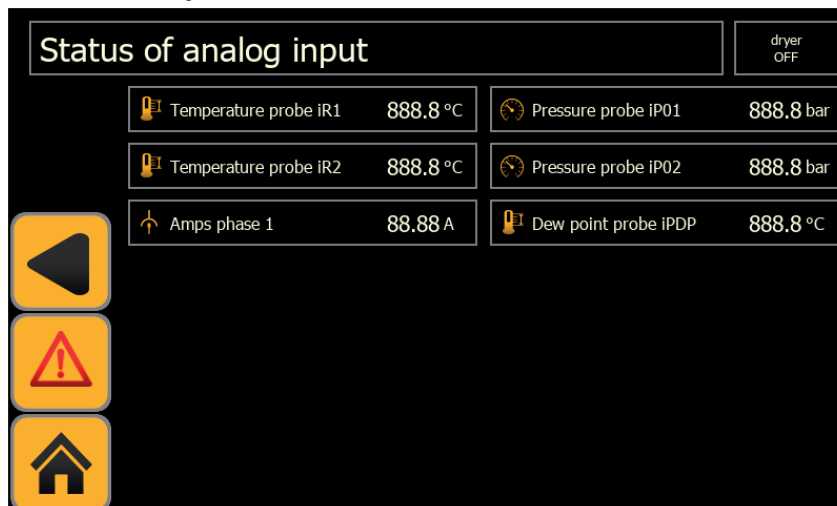 Status of analog input
dryer
OFF
Temperature probe iR1 888.8 °C
Pressure probe iP01 888.8 bar
Temperature probe iR2 888.8 °C
Pressure probe iP02 888.8 bar
Amps phase 1 88.88 A
Dew point probe iPDP 888.8 °C